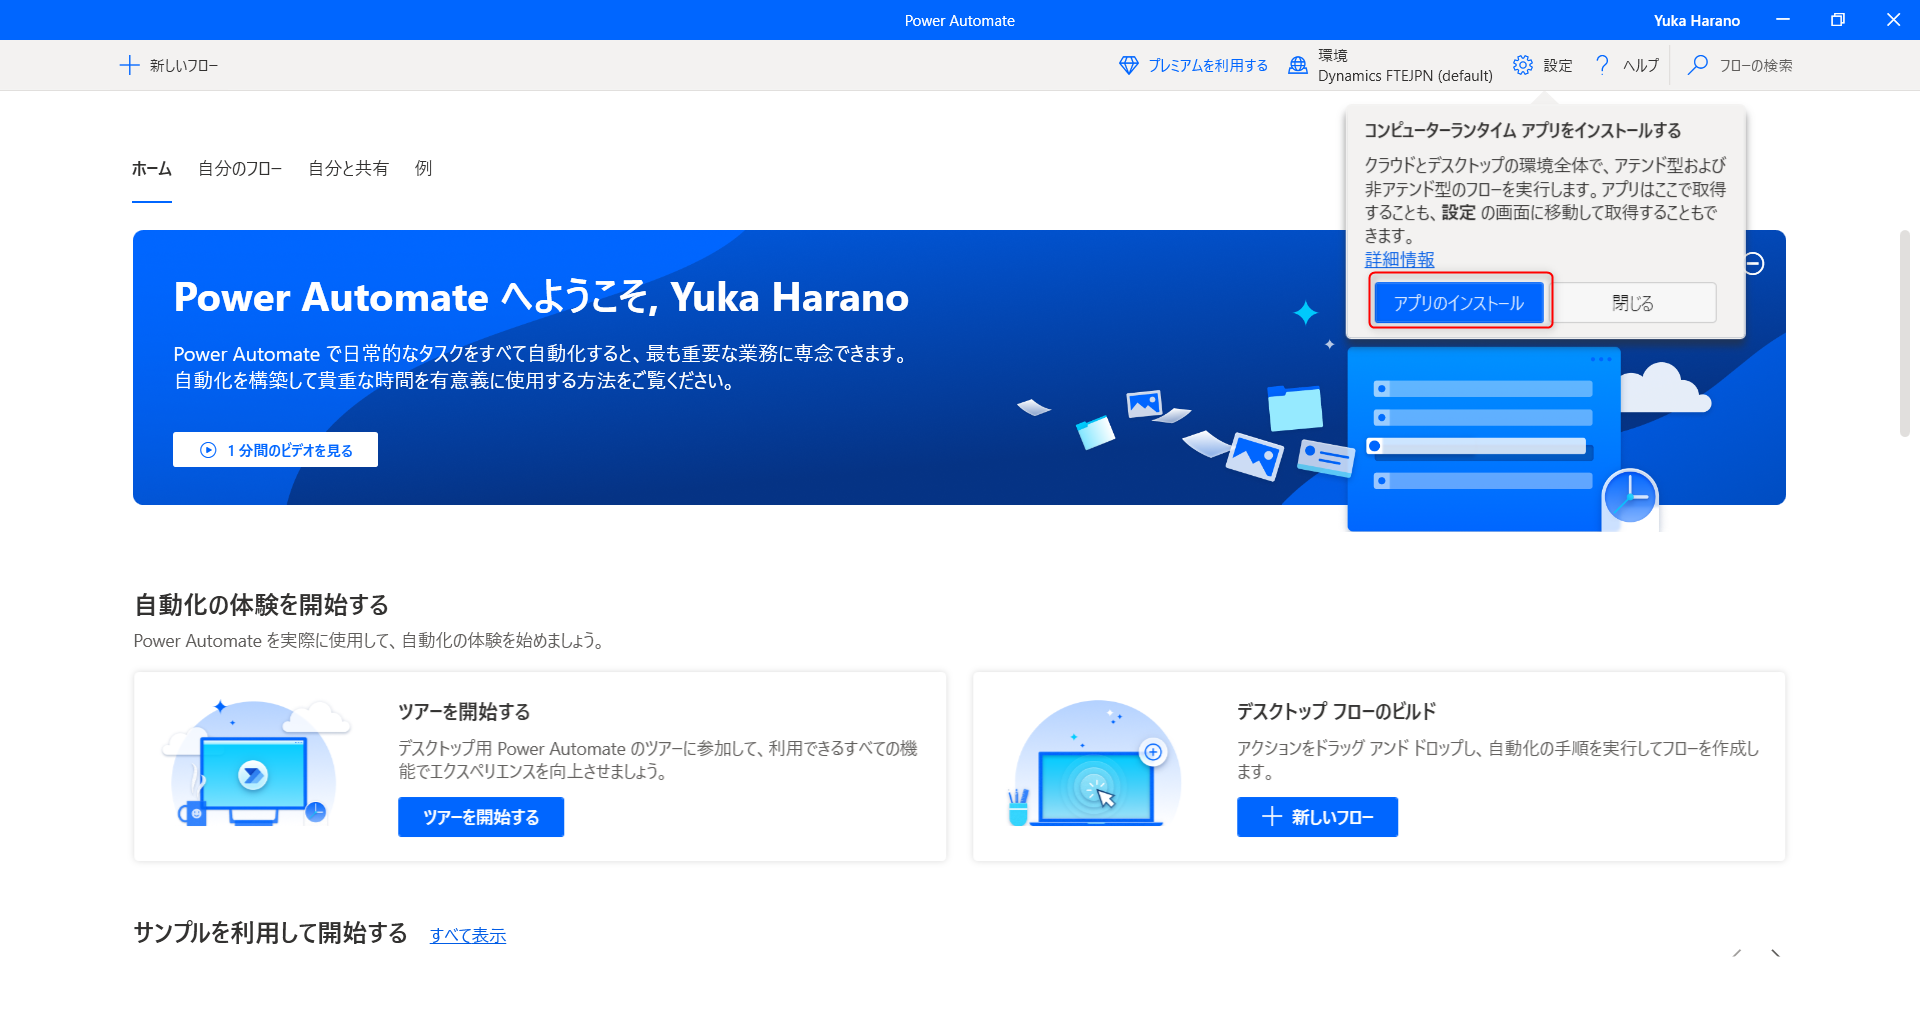 Power Automate
Yuka Harano
新しいフロー
プレミアムを利用する
環境
Dynamics FTEJPN (default)
設定
ヘルプ
フローの検索
コンピューターランタイム アプリをインストールする
クラウドとデスクトップの環境全体で、アテンド型および
非アテンド型のフローを実行します。アプリはここで取得
することも、設定 の画面に移動して取得することもで
きます。
詳細情報
アプリのインストール
閉じる
ホーム
自分のフロー
自分と共有
例
Power Automate へようこそ, Yuka Harano
Power Automate で日常的なタスクをすべて自動化すると、最も重要な業務に専念できます。
自動化を構築して貴重な時間を有意義に使用する方法をご覧ください。
1 分間のビデオを見る
自動化の体験を開始する
Power Automate を実際に使用して、自動化の体験を始めましょう。
ツアーを開始する
デスクトップ用 Power Automate のツアーに参加して、利用できるすべての機
能でエクスペリエンスを向上させましょう。
ツアーを開始する
デスクトップ フローのビルド
アクションをドラッグ アンド ドロップし、自動化の手順を実行してフローを作成し
ます。
新しいフロー
サンプルを利用して開始する
すべて表示